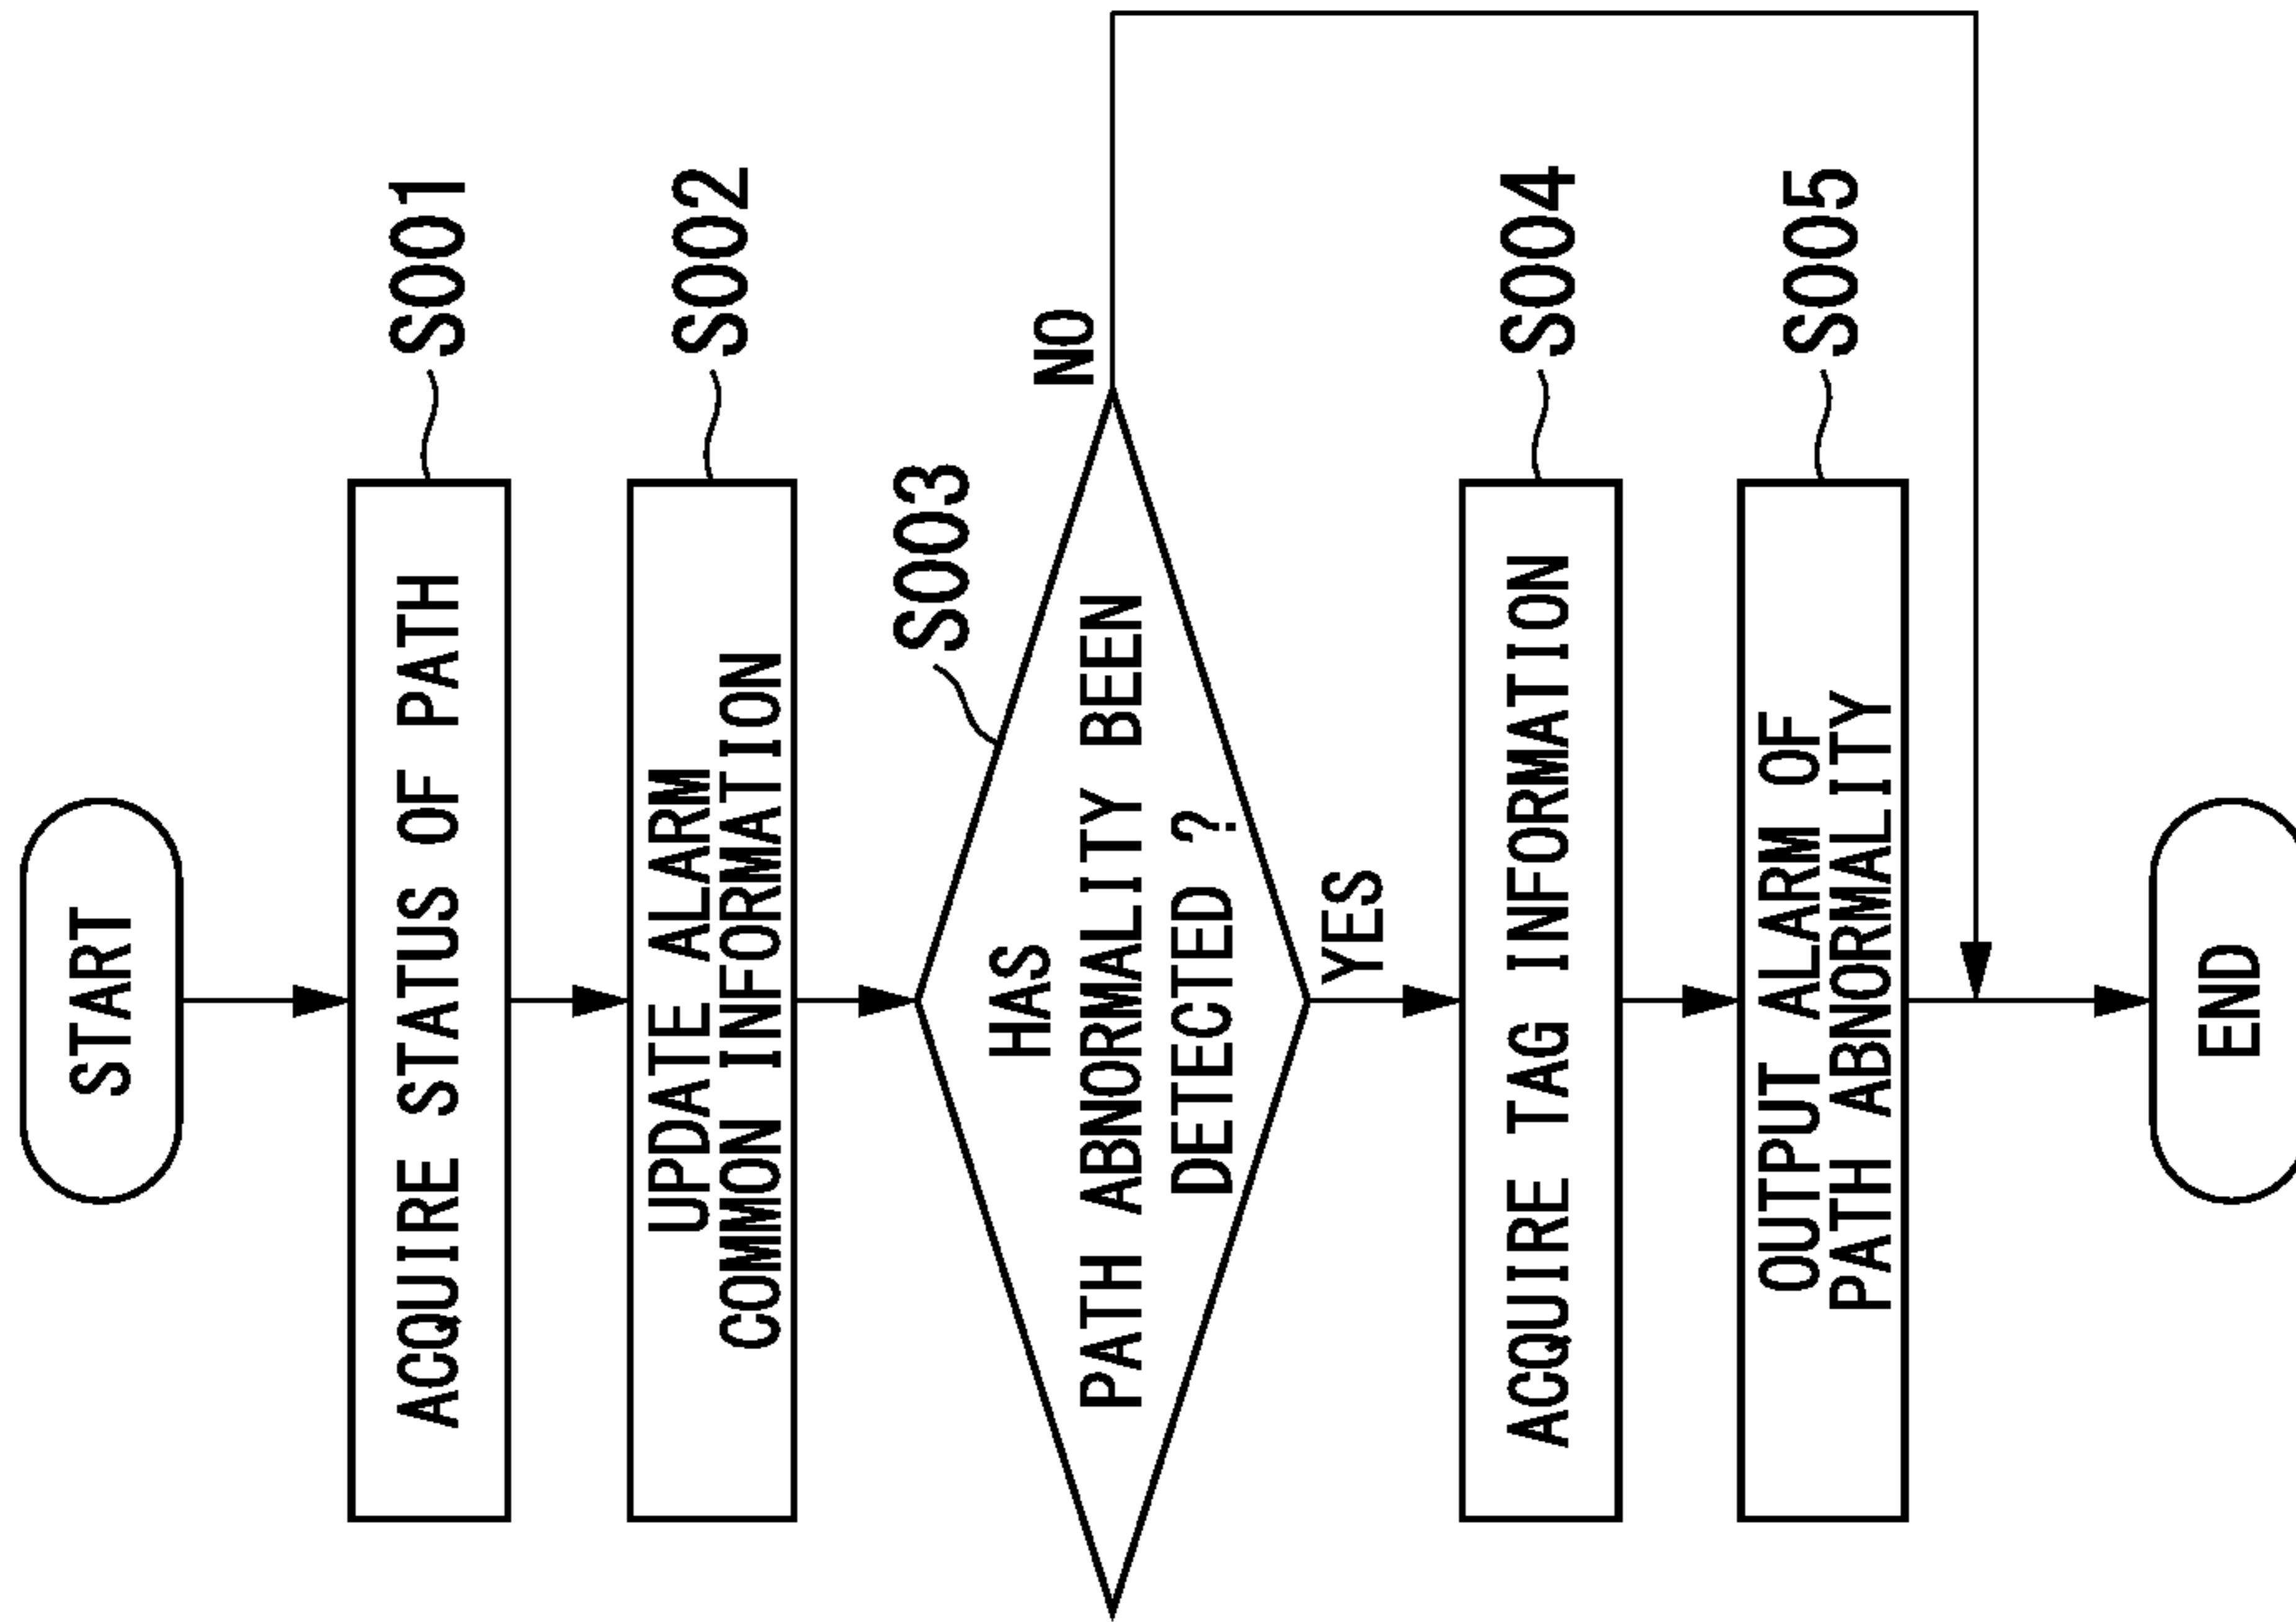 START
ACQUIRE STATUS OF PATH
S001
UPDATE ALARM
COMMON INFORMATION
S002
S003
HAS
PATH ABNORMALITY BEEN
DETECTED ?
NO
YES
ACQUIRE TAG INFORMATION
S004
OUTPUT ALARM OF
PATH ABNORMALITY
S005
END